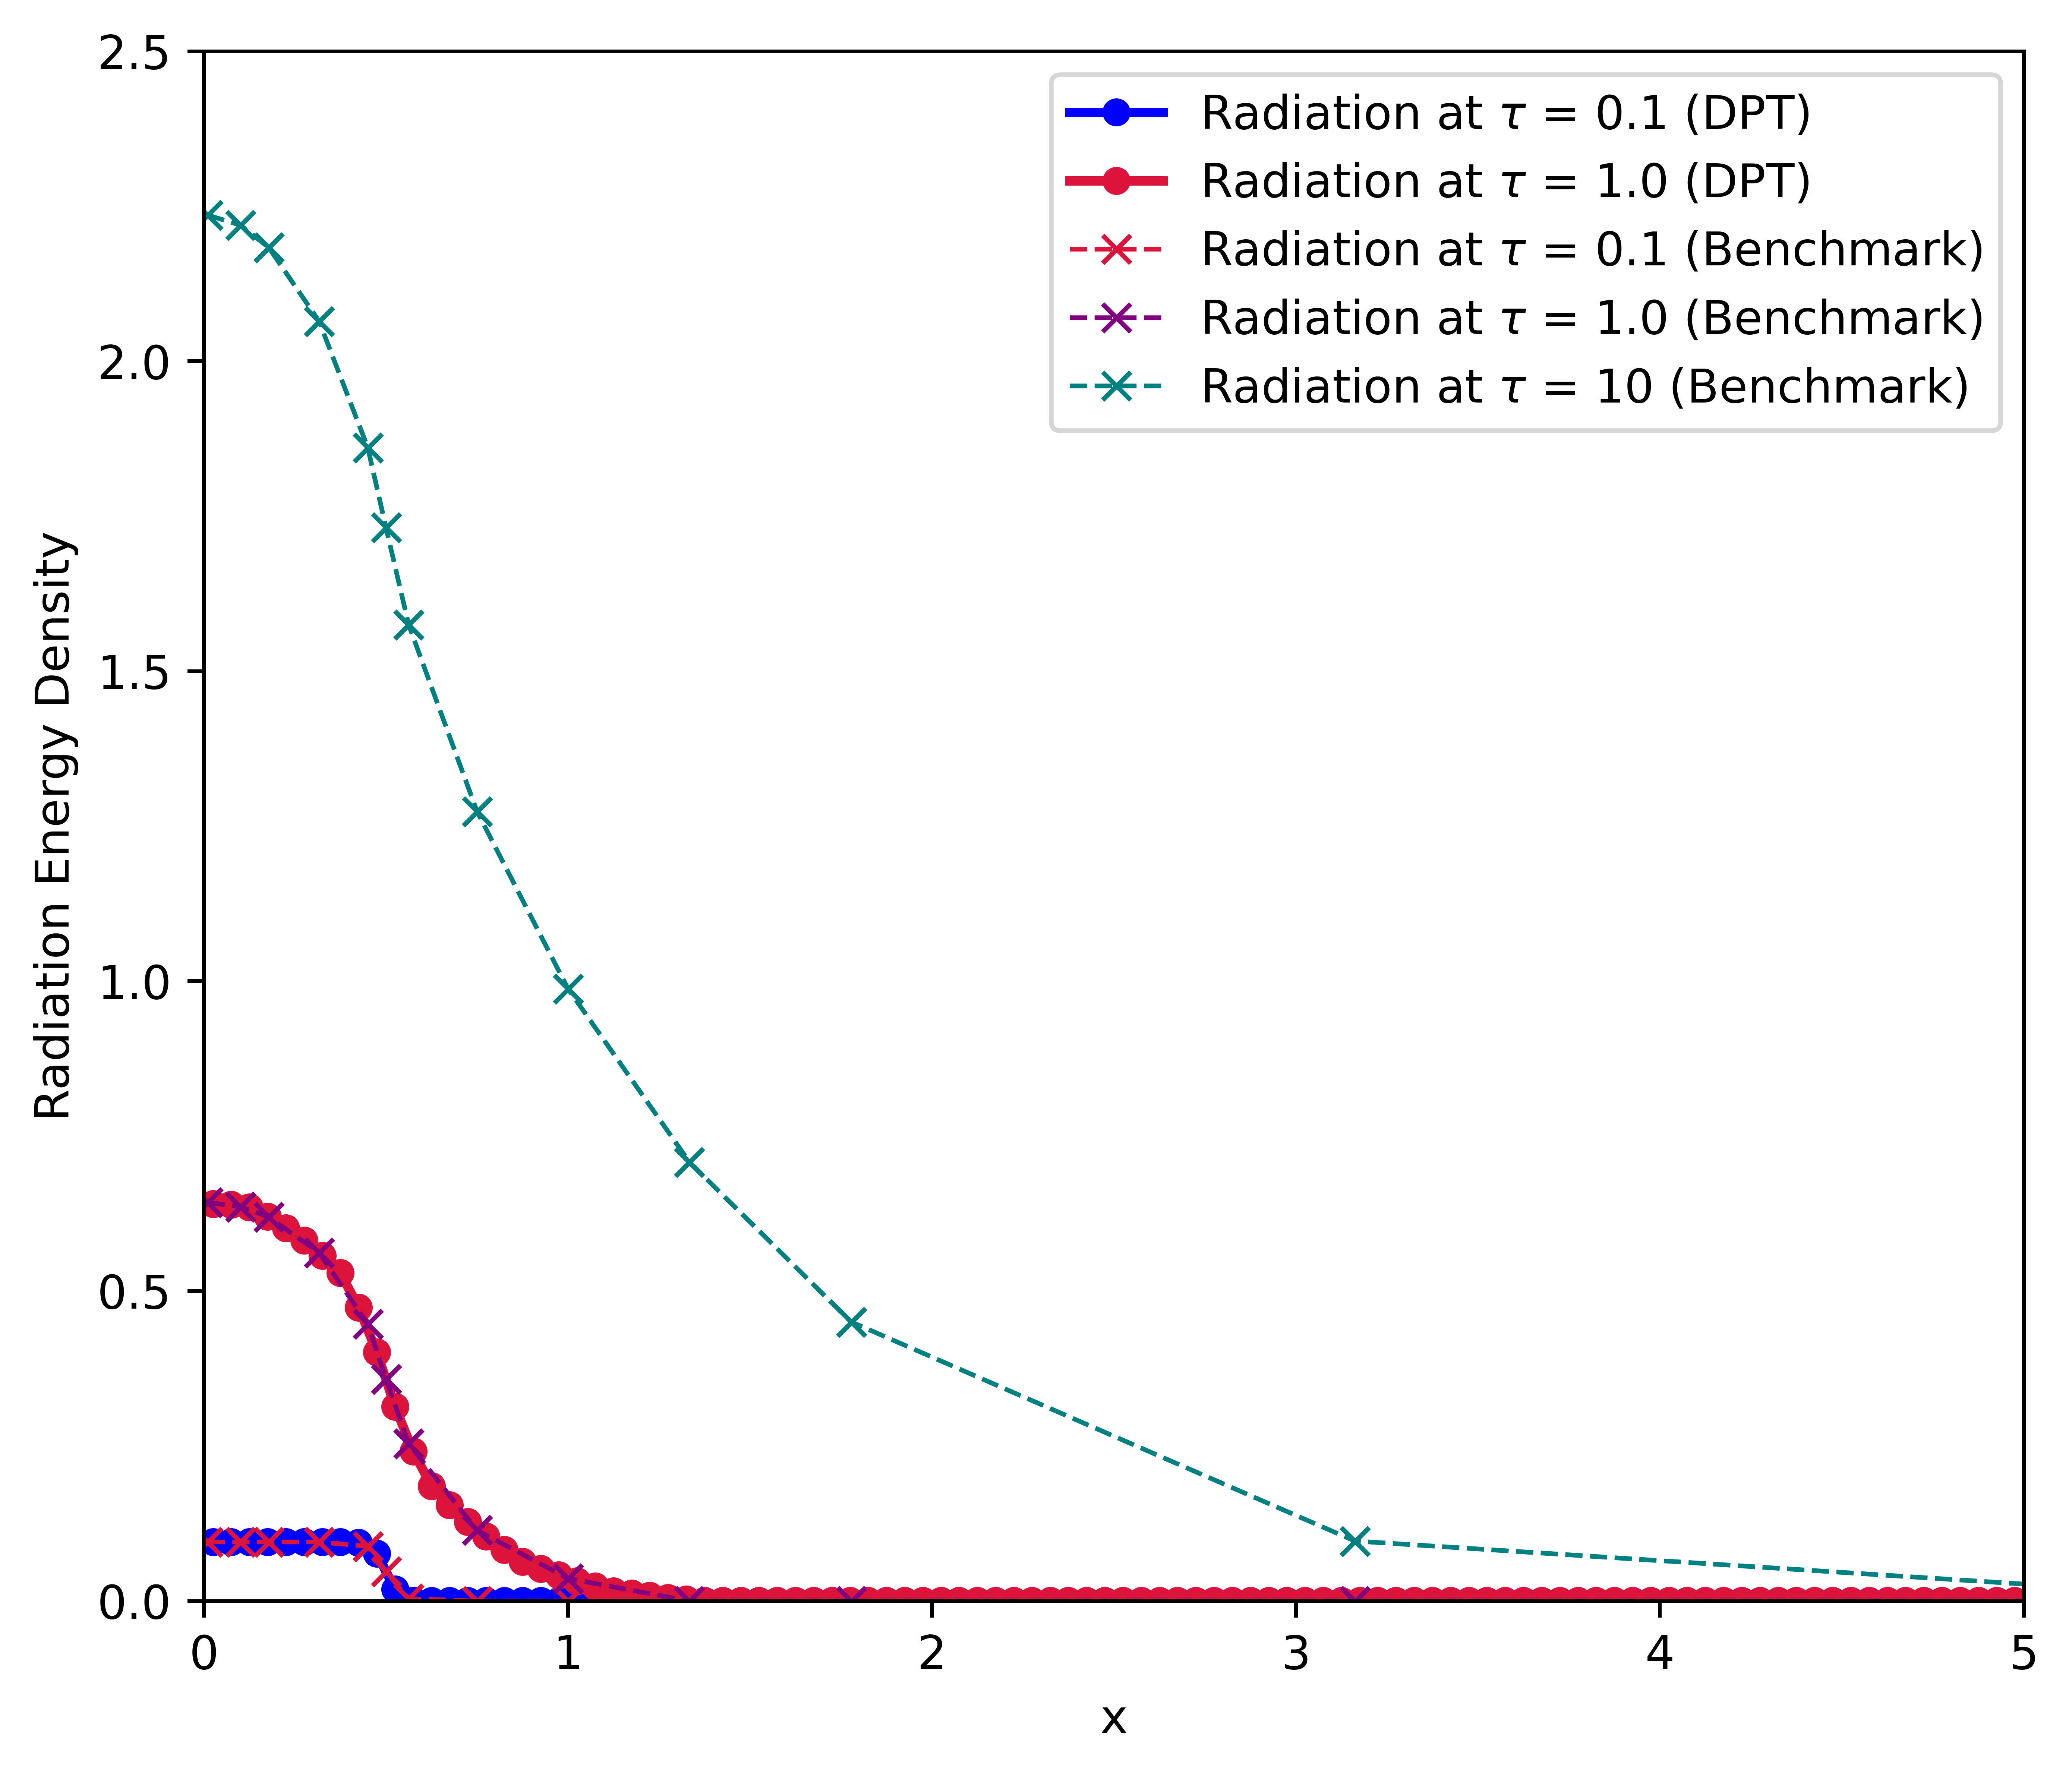 2.5
2.0
1.5
1.0
0.5
0.0
Radiation Energy Density
0 1 2 3 4 5
x
Radiation at τ = 0.1 (DPT)
Radiation at τ = 1.0 (DPT)
Radiation at τ = 0.1 (Benchmark)
Radiation at τ = 1.0 (Benchmark)
Radiation at τ = 10 (Benchmark)